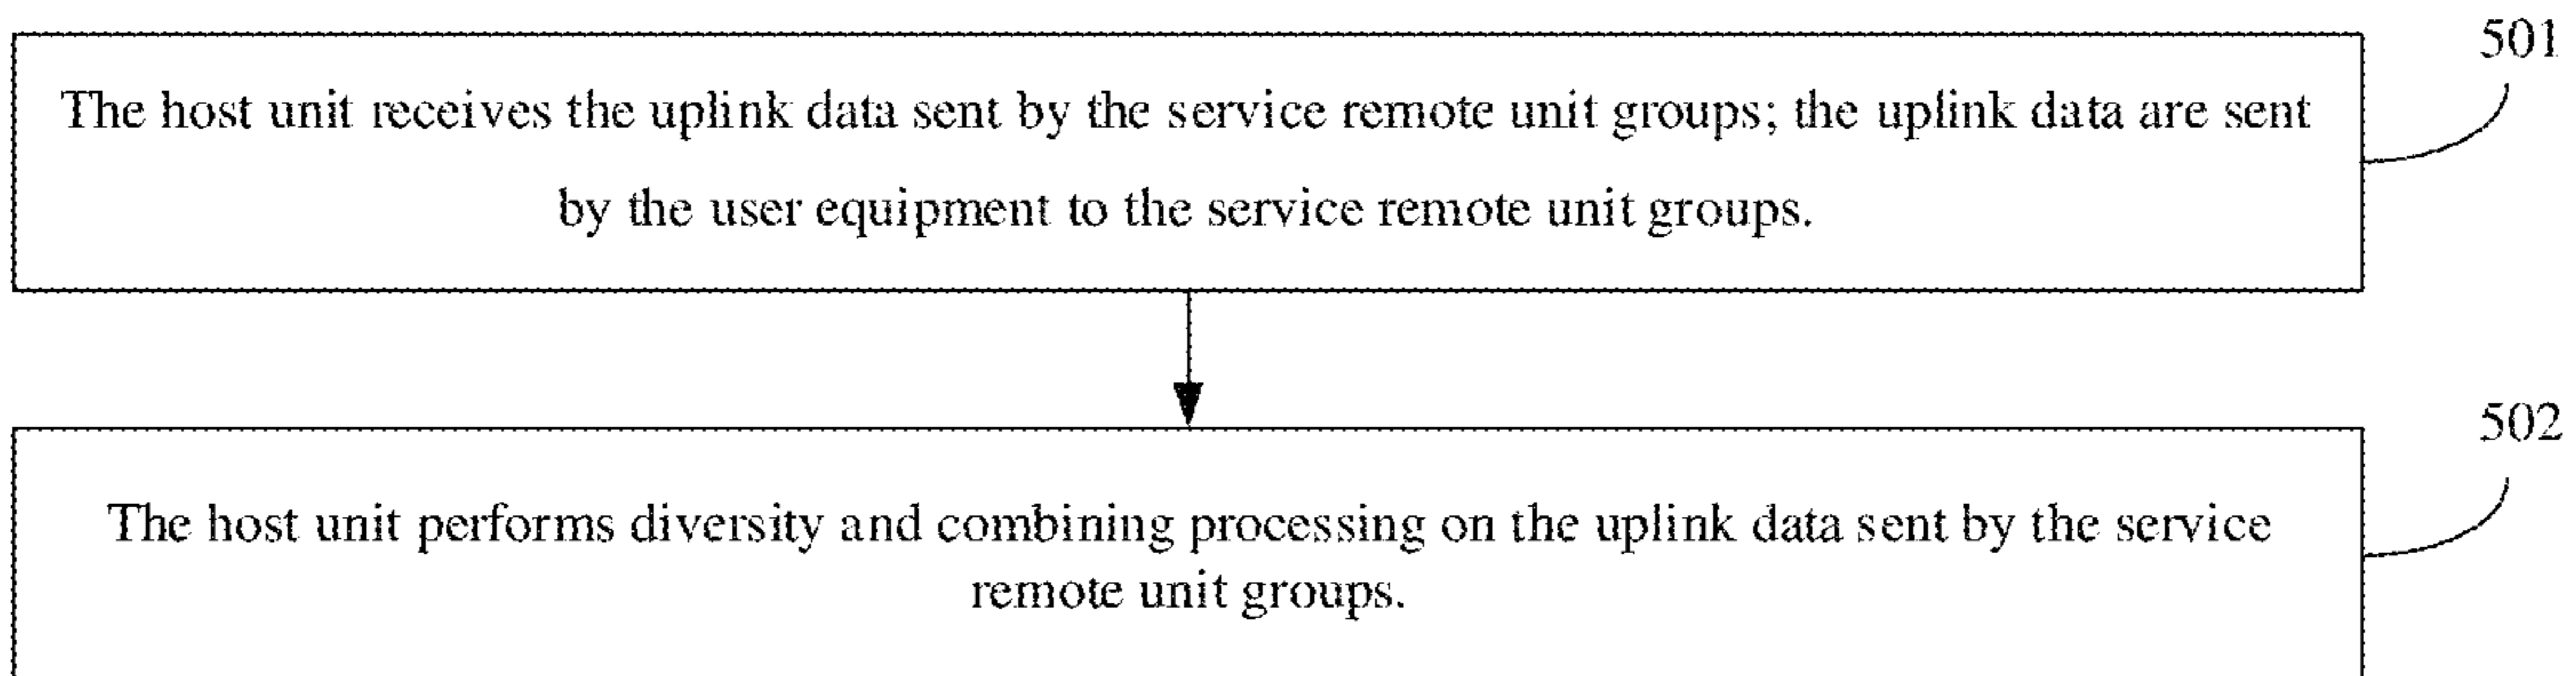 501
The host unit receives the uplink data sent by the service remote unit groups; the uplink data are sent
by the user equipment to the service remote unit groups.
502
The host unit performs diversity and combining processing on the uplink data sent by the service
remote unit groups.